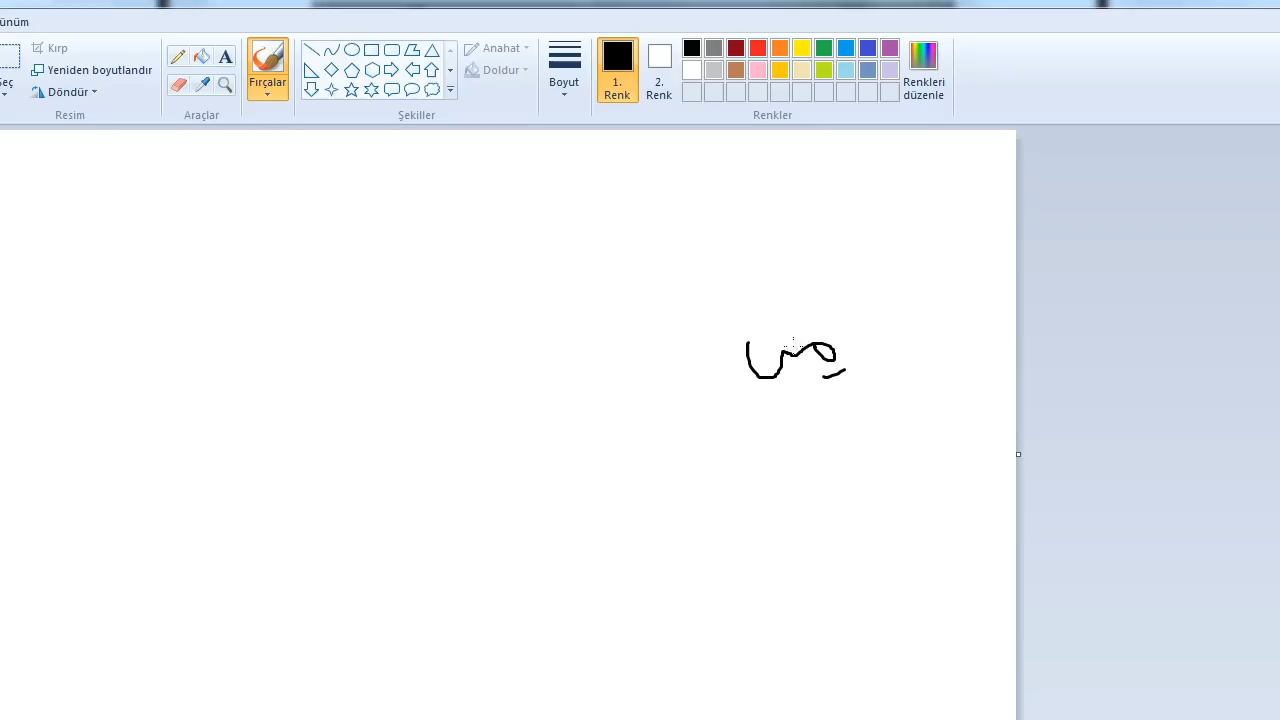 ünüm
Kırp
Yeniden boyutlandır
Döndür
Seç
Resim
A
Araçlar
Fırçalar
Anahat
Doldur
Şekiller
Boyut
1.
Renk
2.
Renk
Renkleri
düzenle
Renkler